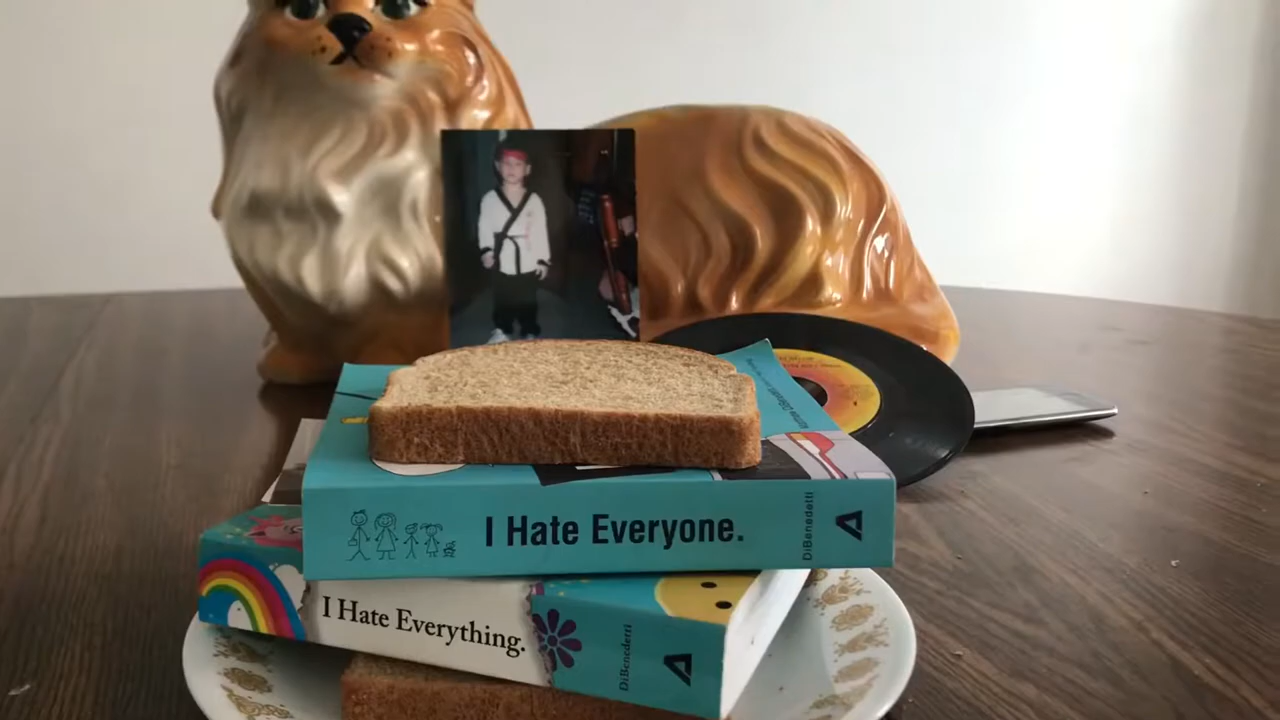 I Hate Everyone.
DiBenedetti
I Hate Everything.
DiBenedetti